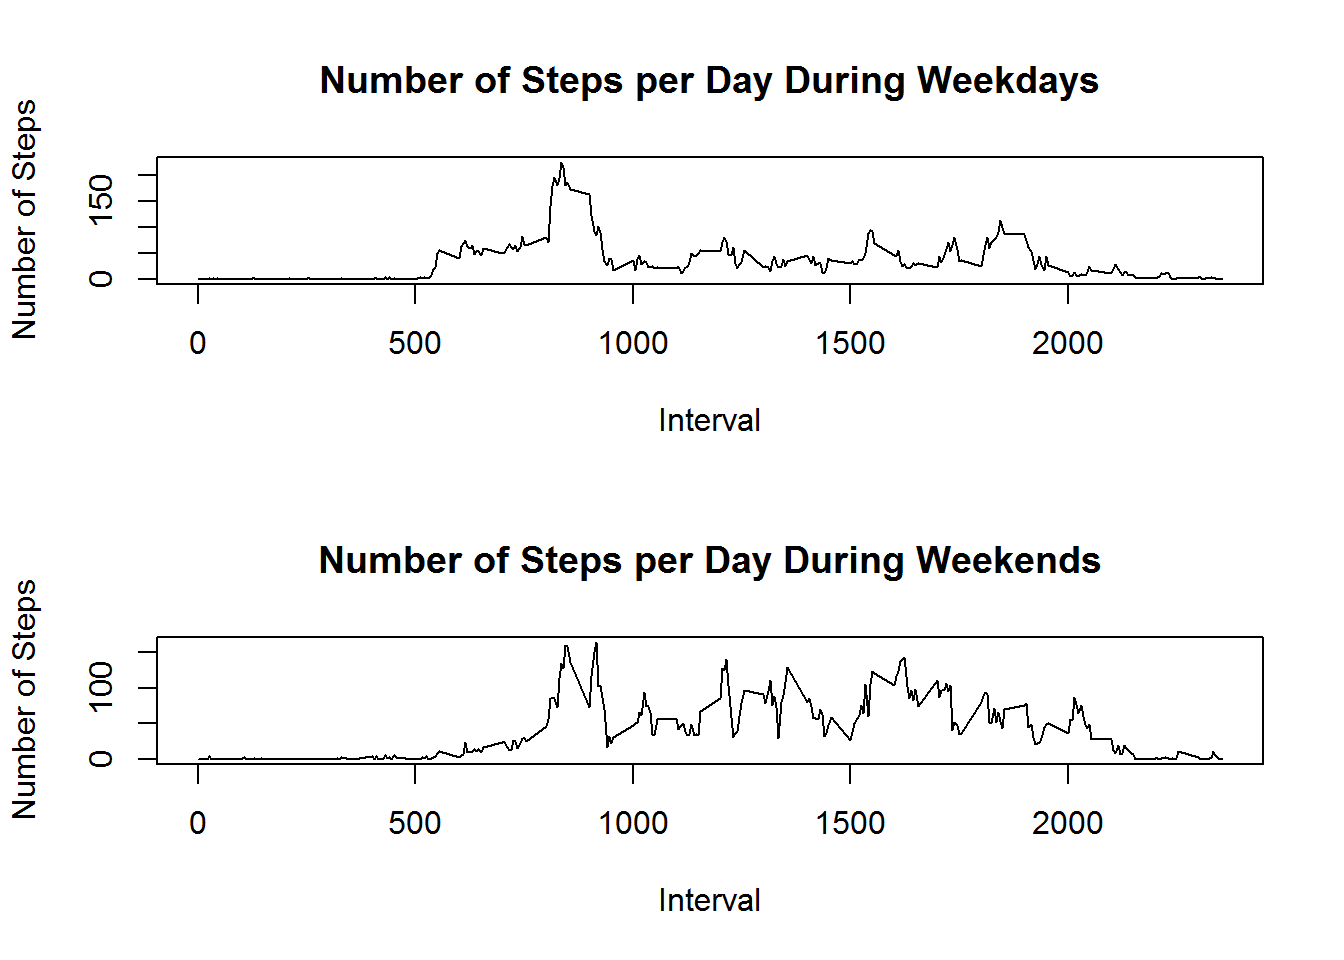 Number of Steps per Day During Weekdays
Number of Steps
150
0
0 500 1000 1500 2000
Interval
Number of Steps per Day During Weekends
Number of Steps
100
0
0 500 1000 1500 2000
Interval